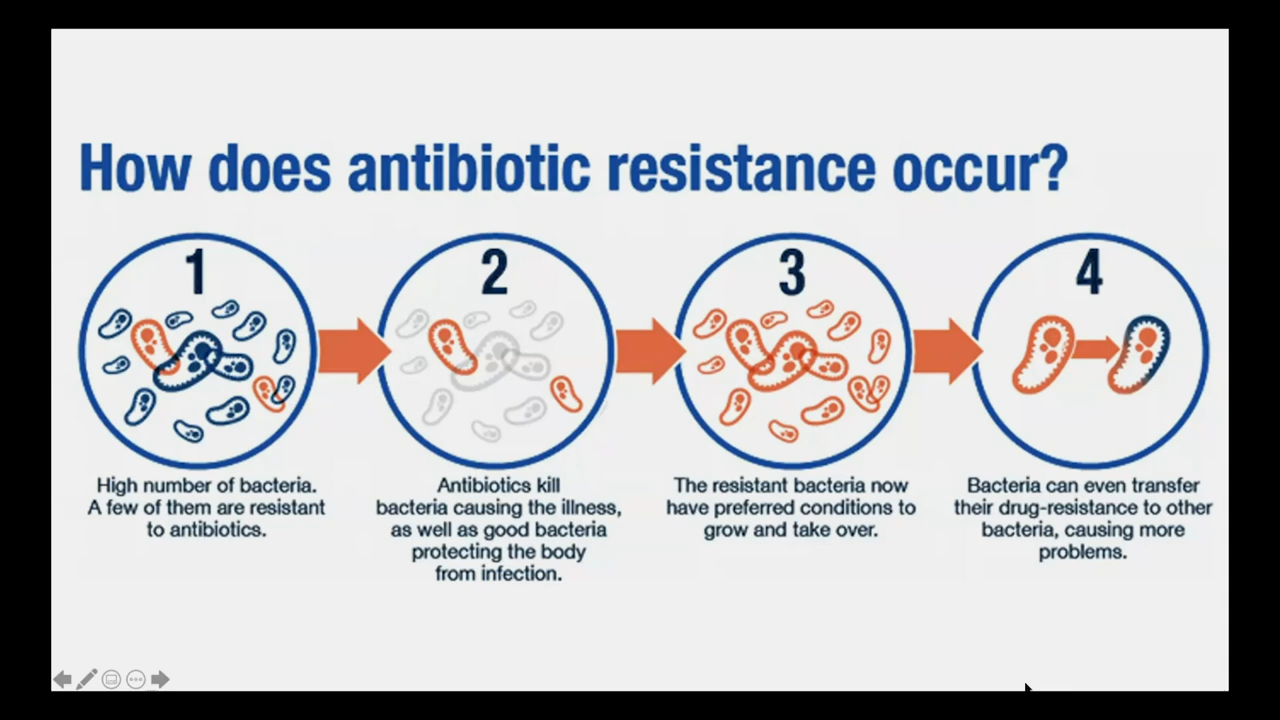 How does antibiotic resistance occur?
1
2
3
4
High number of bacteria.
A few of them are resistant
to antibiotics.
Antibiotics kill
bacteria causing the illness,
as well as good bacteria
protecting the body
from infection.
The resistant bacteria now
have preferred conditions to
grow and take over.
Bacteria can even transfer
their drug-resistance to other
bacteria, causing more
problems.